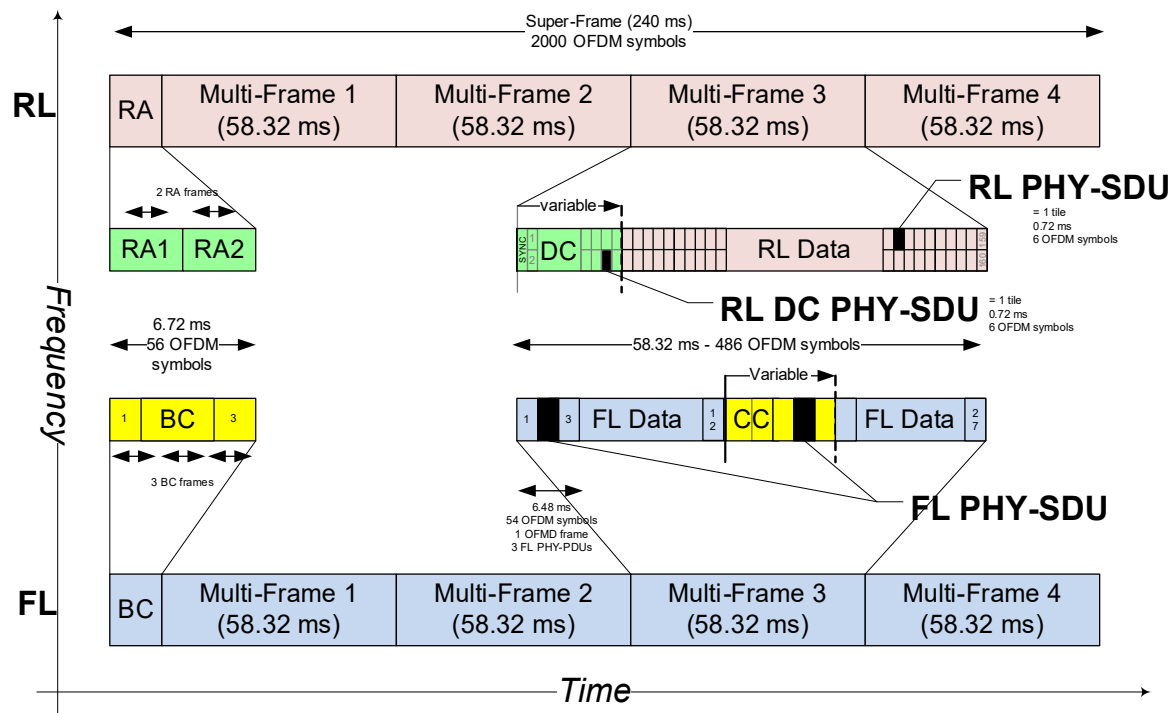 Super-Frame (240 ms)
2000 OFDM symbols
RL
RA
Multi-Frame 1
(58.32 ms)
Multi-Frame 2
(58.32 ms)
Multi-Frame 3
(58.32 ms)
Multi-Frame 4
(58.32 ms)
2 RA frames
RA1
RA2
variable
SYNC
1
2
DC
RL Data
159
160
RL PHY-SDU
= 1 tile
0.72 ms
6 OFDM symbols
RL DC PHY-SDU
= 1 tile
0.72 ms
6 OFDM symbols
Frequency
6.72 ms
56 OFDM
symbols
58.32 ms - 486 OFDM symbols
Variable
1
BC
3
3 BC frames
1
3
FL Data
1
2
CC
FL Data
2
7
6.48 ms
54 OFDM symbols
1 OFMD frame
3 FL PHY-PDUs
FL PHY-SDU
FL
BC
Multi-Frame 1
(58.32 ms)
Multi-Frame 2
(58.32 ms)
Multi-Frame 3
(58.32 ms)
Multi-Frame 4
(58.32 ms)
Time